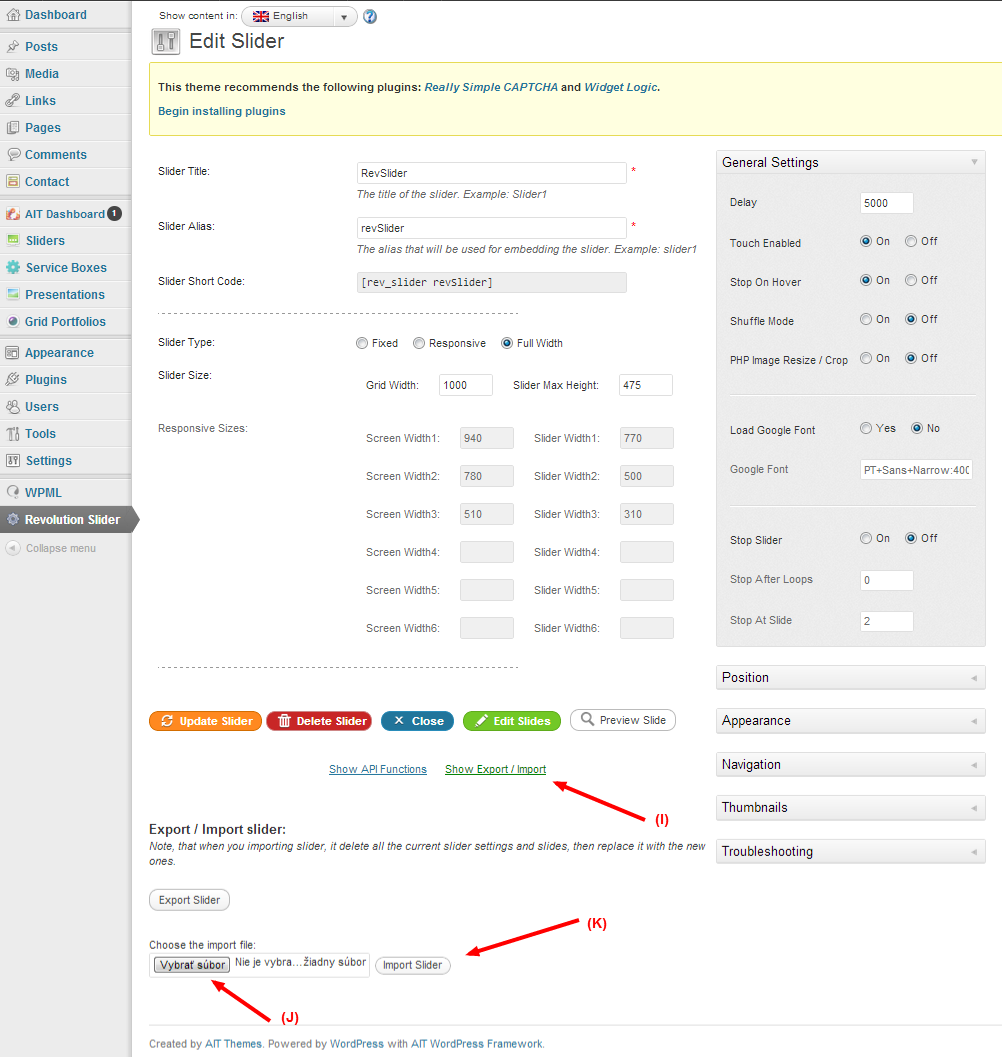 Dashboard
Posts
Media
Links
Pages
Comments
Contact
AIT Dashboard 1
Sliders
Service Boxes
Presentations
Grid Portfolios
Appearance
Plugins
Users
Tools
Settings
WPML
Revolution Slider
Collapse menu
Show content in: English ?
Edit Slider
This theme recommends the following plugins: Really Simple CAPTCHA and Widget Logic.
Begin installing plugins
Slider Title: RevSlider *
The title of the slider. Example: Slider1
Slider Alias: revSlider *
The alias that will be used for embedding the slider. Example: slider1
Slider Short Code: [rev_slider revSlider]
Slider Type: Fixed Responsive Full Width
Slider Size:
Grid Width: 1000 Slider Max Height: 475
Responsive Sizes:
Screen Width1: 940 Slider Width1: 770
Screen Width2: 780 Slider Width2: 500
Screen Width3: 510 Slider Width3: 310
Screen Width4: Slider Width4:
Screen Width5: Slider Width5:
Screen Width6: Slider Width6:
Update Slider Delete Slider Close Edit Slides Preview Slide
Show API Functions Show Export / Import
(I)
Export / Import slider:
Note, that when you importing slider, it delete all the current slider settings and slides, then replace it with the new
ones.
Export Slider
(K)
Choose the import file:
Vybrať súbor Nie je vybra...žiadny súbor Import Slider
(J)
General Settings
Delay 5000
Touch Enabled On Off
Stop On Hover On Off
Shuffle Mode On Off
PHP Image Resize / Crop On Off
Load Google Font Yes No
Google Font PT+Sans+Narrow:400
Stop Slider On Off
Stop After Loops 0
Stop At Slide 2
Position
Appearance
Navigation
Thumbnails
Troubleshooting
Created by AIT Themes. Powered by WordPress with AIT WordPress Framework.